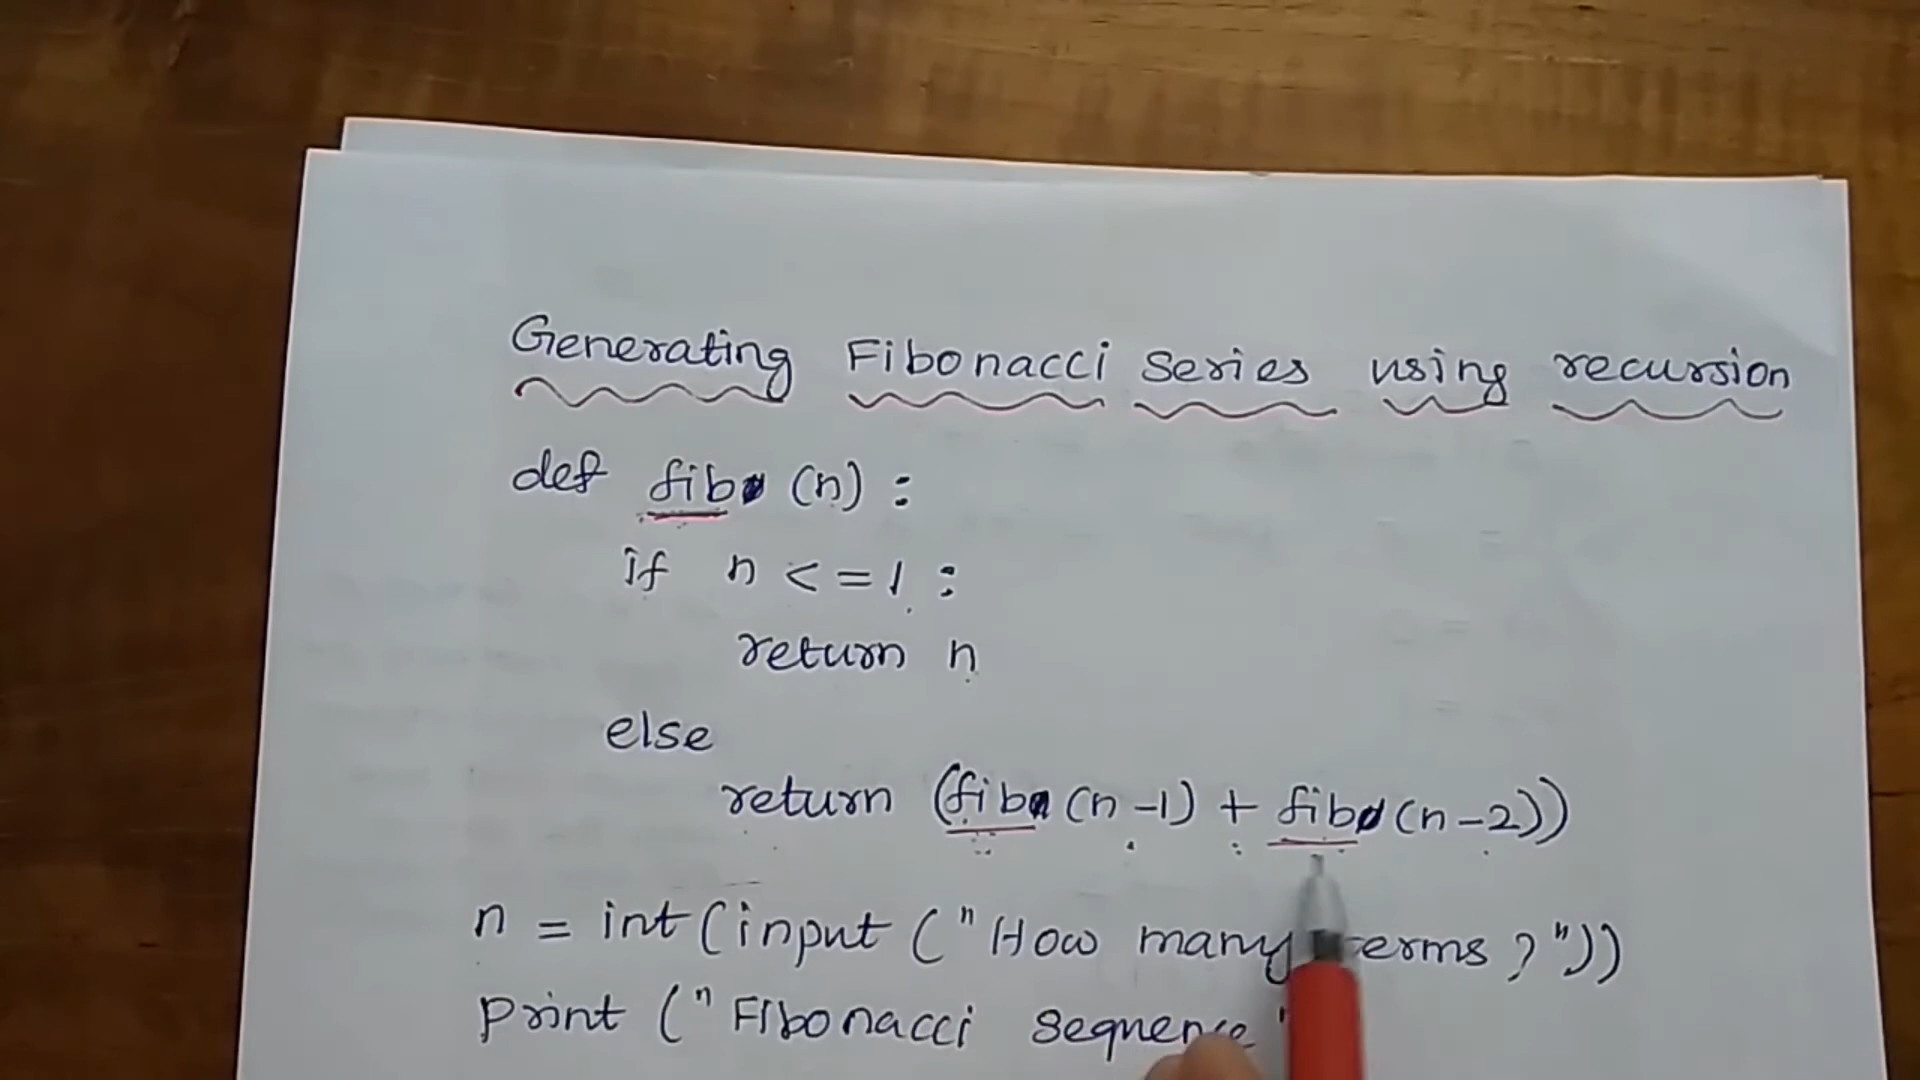 Generating Fibonacci Series using recursion
def fib (n) :
if n <= 1 :
return n
else
return (fib (n-1) + fib (n-2))
n = int(input ("How many terms ?"))
print ("Fibonacci sequence